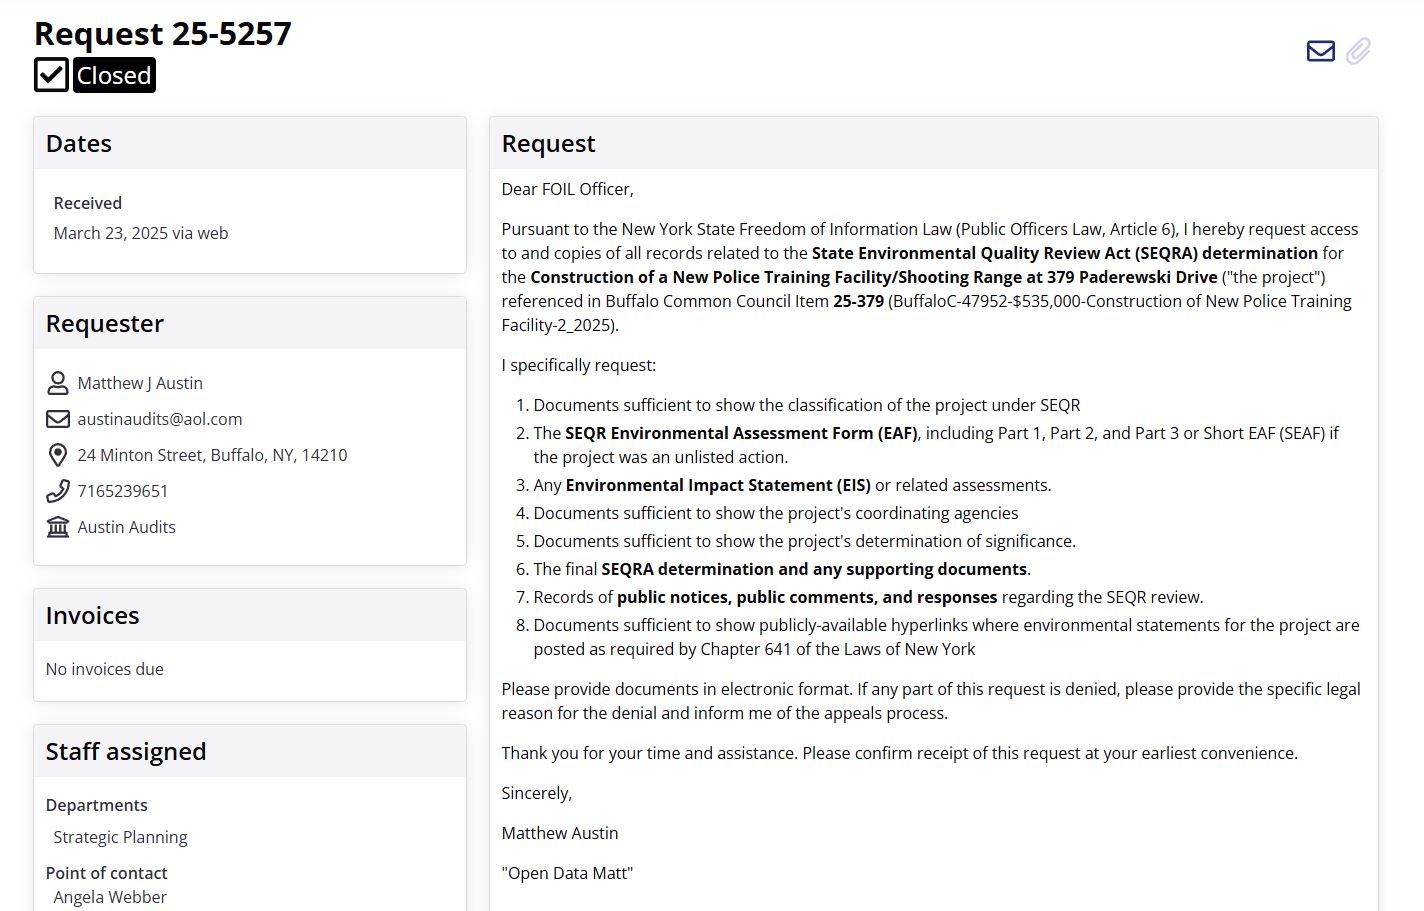 Request 25-5257
Closed
Dates
Received
March 23, 2025 via web
Requester
Matthew J Austin
austinaudits@aol.com
24 Minton Street, Buffalo, NY, 14210
7165239651
Austin Audits
Invoices
No invoices due
Staff assigned
Departments
Strategic Planning
Point of contact
Angela Webber
Request
Dear FOIL Officer,
Pursuant to the New York State Freedom of Information Law (Public Officers Law, Article 6), I hereby request access
to and copies of all records related to the State Environmental Quality Review Act (SEQRA) determination for
the Construction of a New Police Training Facility/Shooting Range at 379 Paderewski Drive ("the project")
referenced in Buffalo Common Council Item 25-379 (BuffaloC-47952-$535,000-Construction of New Police Training
Facility-2_2025).
I specifically request:
1. Documents sufficient to show the classification of the project under SEQR
2. The SEQR Environmental Assessment Form (EAF), including Part 1, Part 2, and Part 3 or Short EAF (SEAF) if
the project was an unlisted action.
3. Any Environmental Impact Statement (EIS) or related assessments.
4. Documents sufficient to show the project's coordinating agencies
5. Documents sufficient to show the project's determination of significance.
6. The final SEQRA determination and any supporting documents.
7. Records of public notices, public comments, and responses regarding the SEQR review.
8. Documents sufficient to show publicly-available hyperlinks where environmental statements for the project are
posted as required by Chapter 641 of the Laws of New York
Please provide documents in electronic format. If any part of this request is denied, please provide the specific legal
reason for the denial and inform me of the appeals process.
Thank you for your time and assistance. Please confirm receipt of this request at your earliest convenience.
Sincerely,
Matthew Austin
"Open Data Matt"